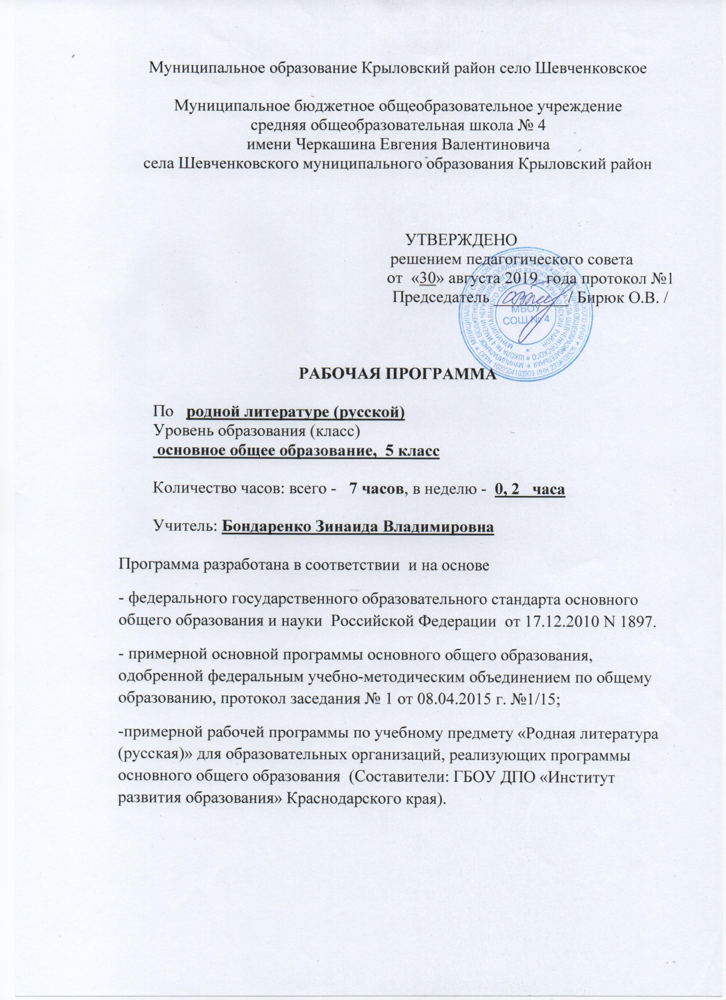 Муниципальное образование Крыловский район село Шевченковское
Муниципальное бюджетное общеобразовательное учреждение
средняя общеобразовательная школа № 4
имени Черкашина Евгения Валентиновича
села Шевченковского муниципального образования Крыловский район
УТВЕРЖДЕНО
решением педагогического совета
от «30» августа 2019 года протокол №1
Председатель _________/ Бирюк О.В. /
МБОУ
СОШ № 4
РАБОЧАЯ ПРОГРАММА
По родной литературе (русской)
Уровень образования (класс)
основное общее образование, 5 класс
Количество часов: всего - 7 часов, в неделю - 0, 2 часа
Учитель: Бондаренко Зинаида Владимировна
Программа разработана в соответствии и на основе
- федерального государственного образовательного стандарта основного
общего образования и науки Российской Федерации от 17.12.2010 N 1897.
- примерной основной программы основного общего образования,
одобренной федеральным учебно-методическим объединением по общему
образованию, протокол заседания № 1 от 08.04.2015 г. №1/15;
-примерной рабочей программы по учебному предмету «Родная литература
(русская)» для образовательных организаций, реализующих программы
основного общего образования (Составители: ГБОУ ДПО «Институт
развития образования» Краснодарского края).